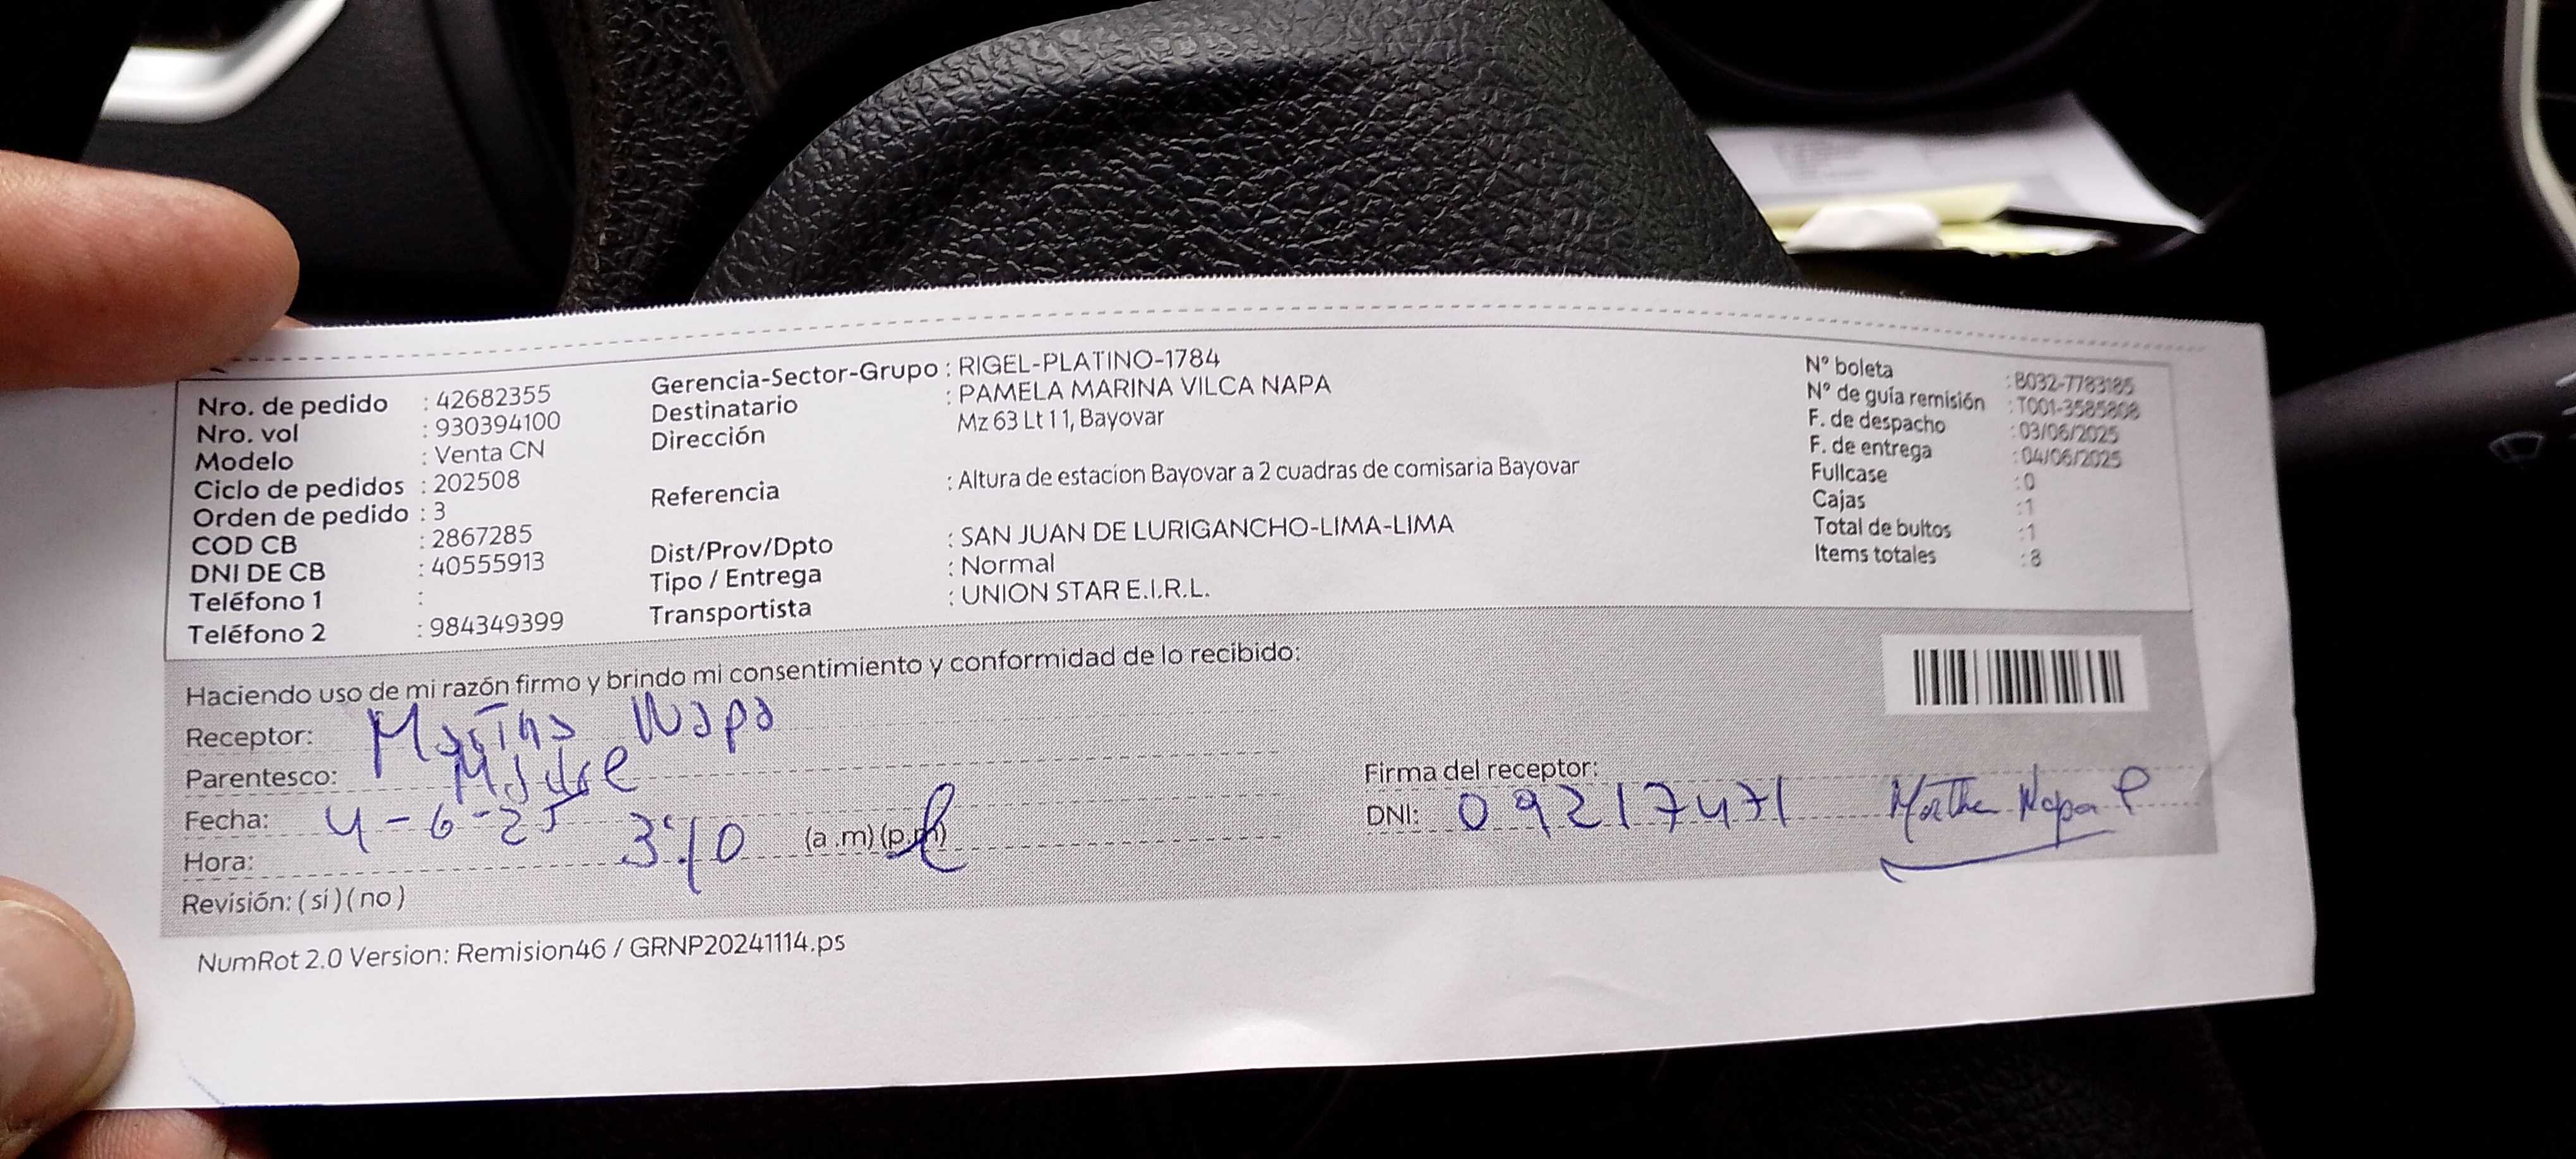 Nro. de pedido : 42682355
Nro. vol : 930394100
Modelo : Venta CN
Ciclo de pedidos : 202508
Orden de pedido : 3
COD CB : 2867285
DNI DE CB : 40555913
Teléfono 1 :
Teléfono 2 : 984349399
Gerencia-Sector-Grupo : RIGEL-PLATINO-1784
Destinatario : PAMELA MARINA VILCA NAPA
Dirección Mz 63 Lt 11, Bayovar
Referencia : Altura de estacion Bayovar a 2 cuadras de comisaria Bayovar
Dist/Prov/Dpto : SAN JUAN DE LURIGANCHO-LIMA-LIMA
Tipo / Entrega : Normal
Transportista : UNION STAR E.I.R.L.
N° boleta : B032-7783185
N° de guía remisión : T001-3585808
F. de despacho : 03/06/2025
F. de entrega : 04/06/2025
Fullcase : 0
Cajas : 1
Total de bultos : 1
Items totales : 8
Haciendo uso de mi razón firmo y brindo mi consentimiento y conformidad de lo recibido:
Receptor: Napa
Parentesco: Madre
Fecha: 4-6-25
Hora: 3:10 (a.m) (p.m)
Revisión: (si) (no)
Firma del receptor:
DNI: 09217471 Martha Napa P
NumRot 2.0 Version: Remision46 / GRNP20241114.ps